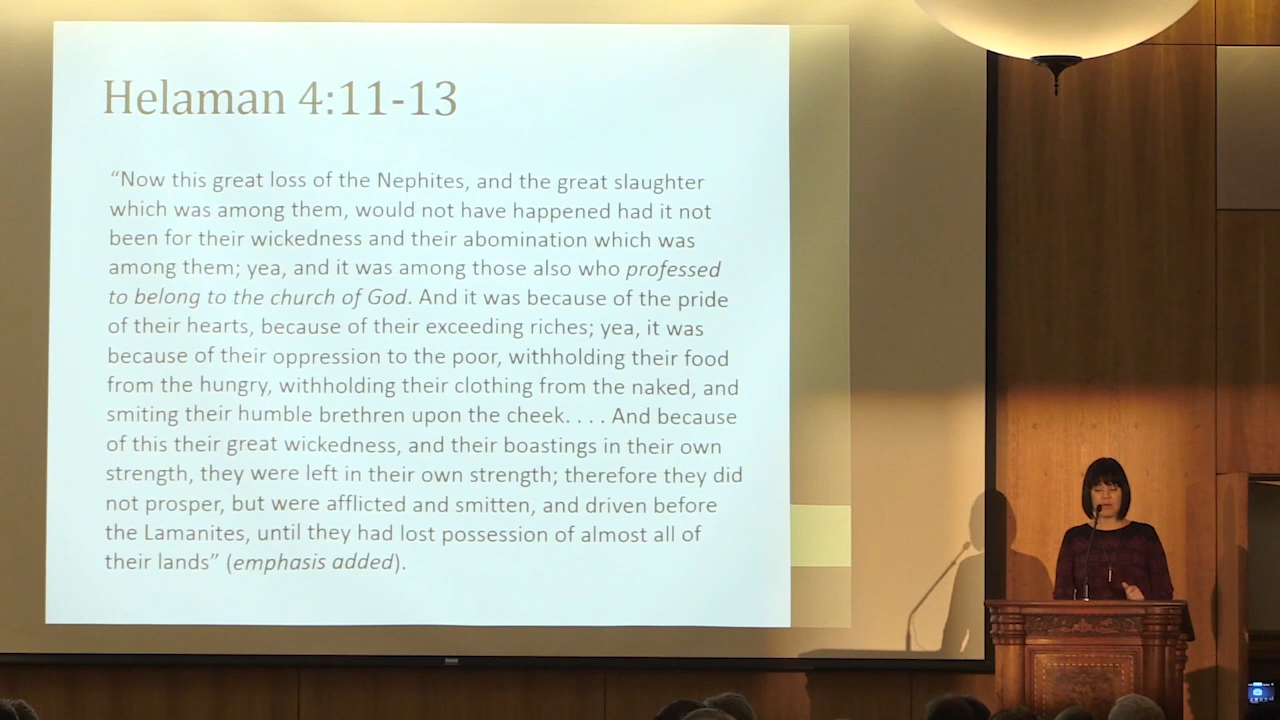 Helaman 4:11-13
“Now this great loss of the Nephites, and the great slaughter
which was among them, would not have happened had it not
been for their wickedness and their abomination which was
among them; yea, and it was among those also who professed
to belong to the church of God. And it was because of the pride
of their hearts, because of their exceeding riches; yea, it was
because of their oppression to the poor, withholding their food
from the hungry, withholding their clothing from the naked, and
smiting their humble brethren upon the cheek. . . . And because
of this their great wickedness, and their boastings in their own
strength, they were left in their own strength; therefore they did
not prosper, but were afflicted and smitten, and driven before
the Lamanites, until they had lost possession of almost all of
their lands” (emphasis added).